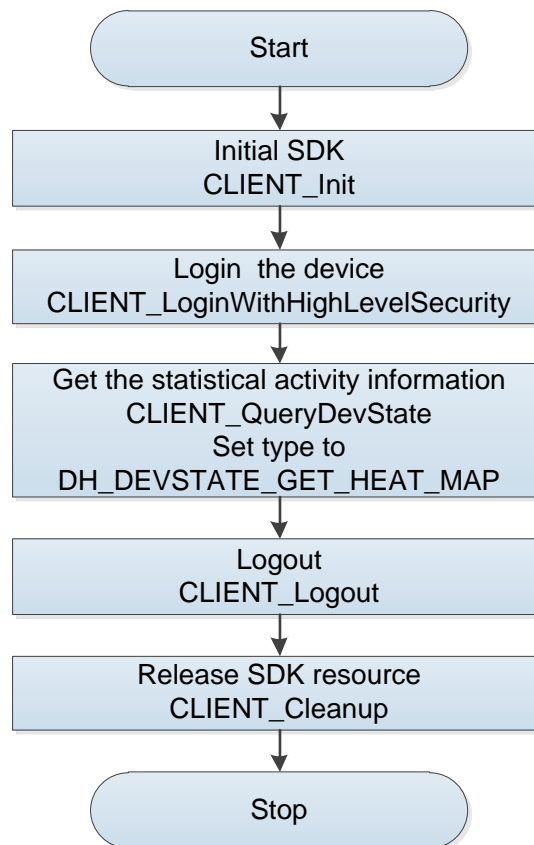 Start
Initial SDK
CLIENT_Init
Login  the device
CLIENT_LoginWithHighLevelSecurity
Get the statistical activity information
CLIENT_QueryDevState
Set type to
DH_DEVSTATE_GET_HEAT_MAP
Logout
CLIENT_Logout
Release SDK resource
CLIENT_Cleanup
Stop